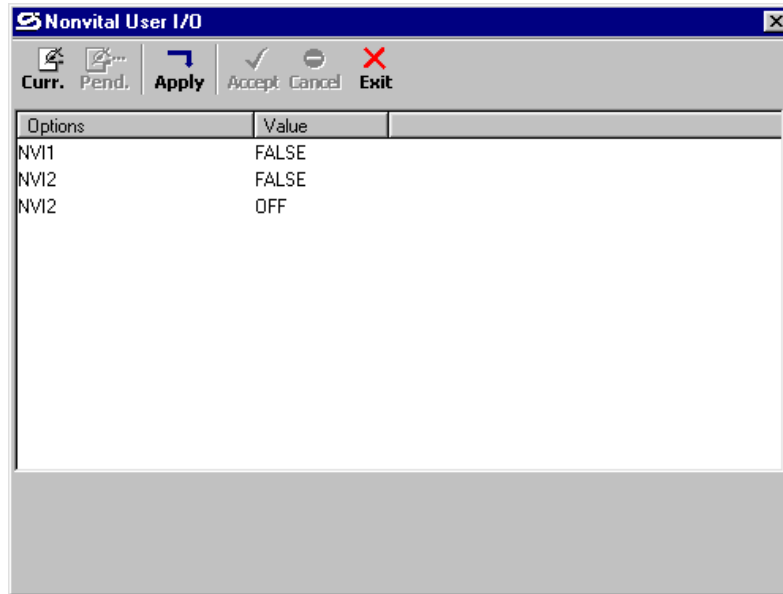 Nonvital User I/O
Curr. Pend. Apply Accept Cancel Exit
Options Value
NVI1 FALSE
NVI2 FALSE
NVI2 OFF